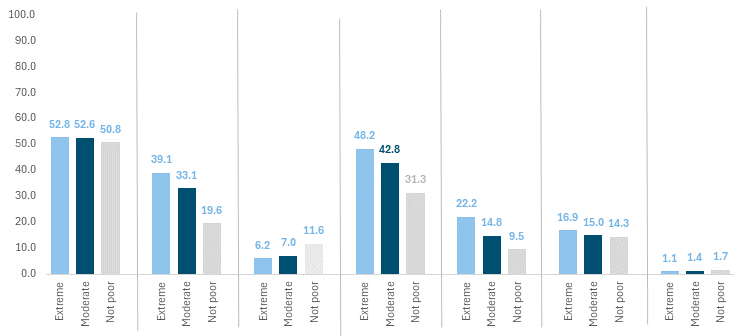 100.0
90.0
80.0
70.0
60.0
50.0
40.0
30.0
20.0
10.0
0.0
52.8 52.6 50.8
39.1 33.1 19.6
6.2 7.0 11.6
48.2 42.8 31.3
22.2 14.8 9.5
16.9 15.0 14.3
1.1 1.4 1.7
Extreme Moderate Not poor
Extreme Moderate Not poor
Extreme Moderate Not poor
Extreme Moderate Not poor
Extreme Moderate Not poor
Extreme Moderate Not poor
Extreme Moderate Not poor